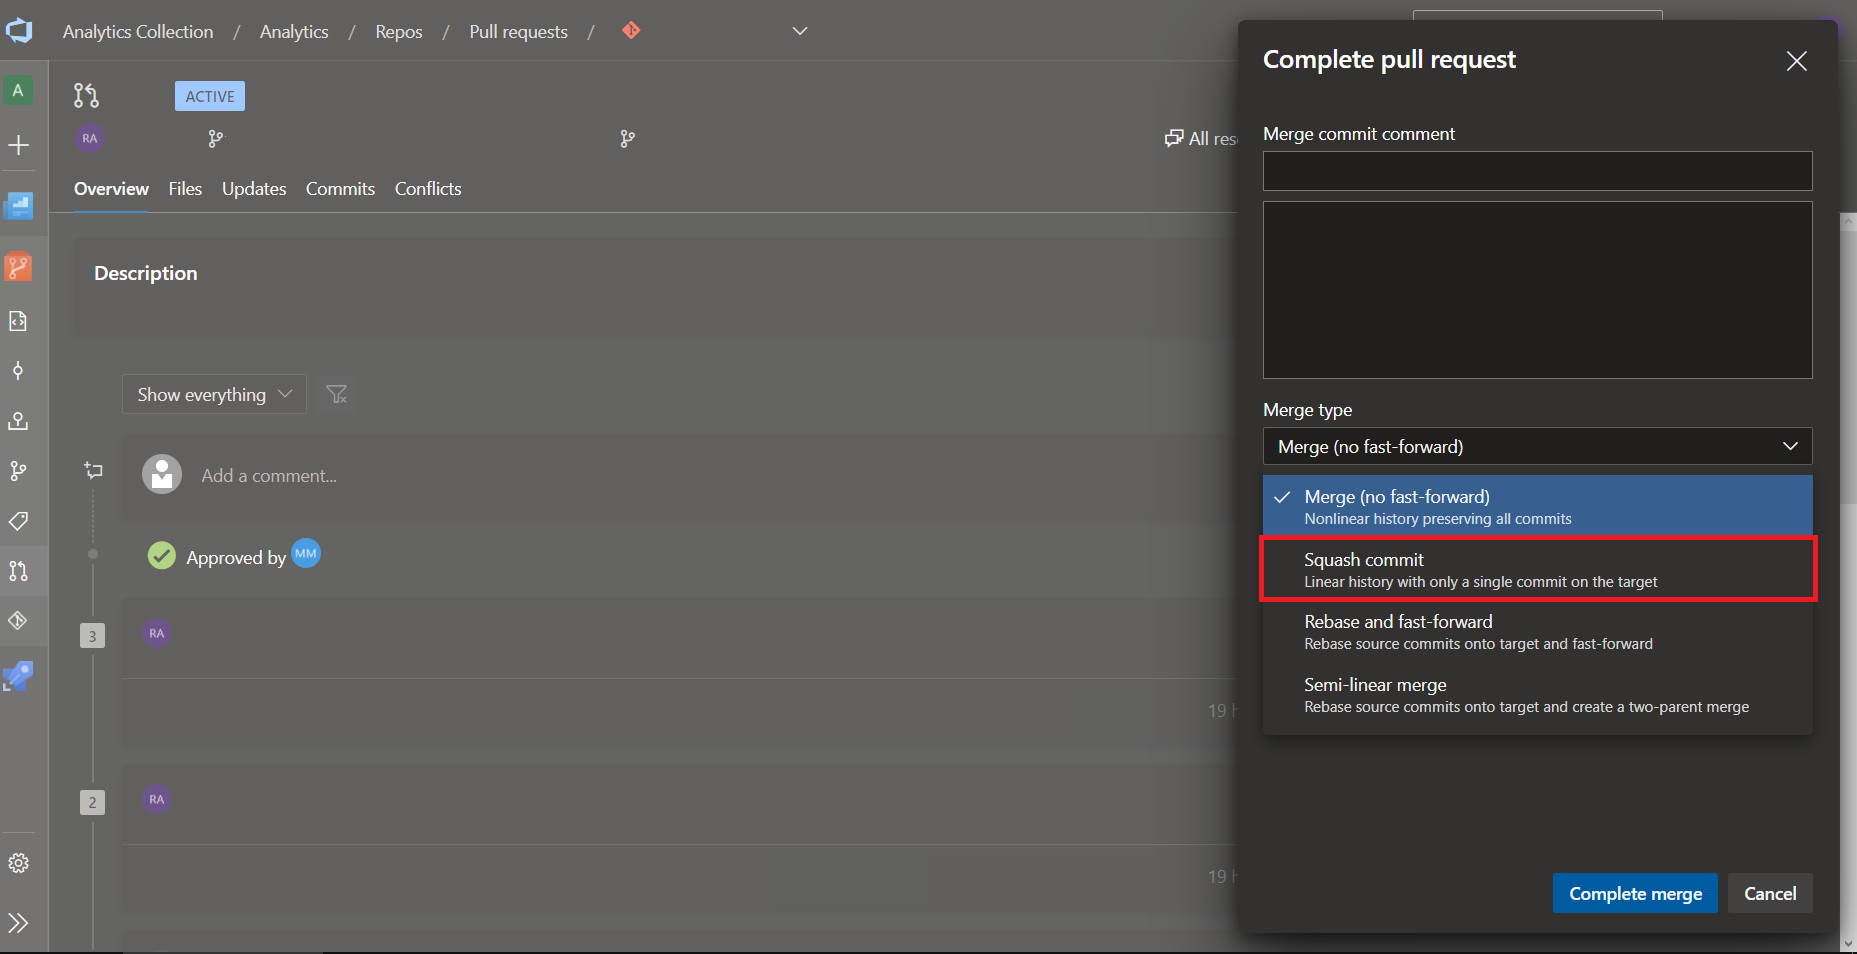 Analytics Collection / Analytics / Repos / Pull requests /
A
ACTIVE
RA
All
Overview Files Updates Commits Conflicts
Description
Show everything
Add a comment...
Approved by MM
3 RA
19
2 RA
19
Complete pull request
Merge commit comment
Merge type
Merge (no fast-forward)
Merge (no fast-forward)
Nonlinear history preserving all commits
Squash commit
Linear history with only a single commit on the target
Rebase and fast-forward
Rebase source commits onto target and fast-forward
Semi-linear merge
Rebase source commits onto target and create a two-parent merge
Complete merge Cancel